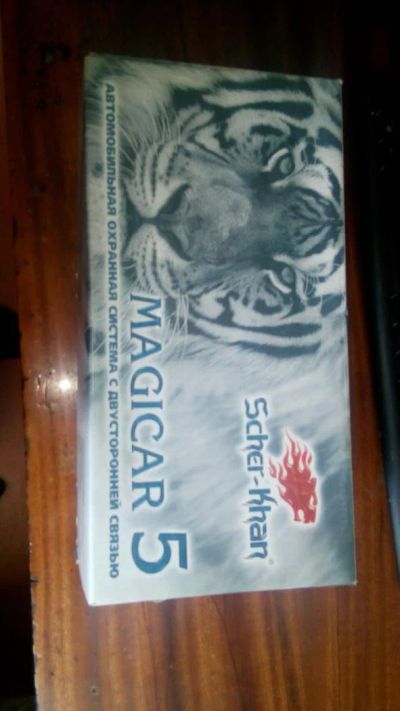 Scher-Khan®
MAGICAR 5
АВТОМОБИЛЬНАЯ ОХРАННАЯ СИСТЕМА С ДВУСТОРОННЕЙ СВЯЗЬЮ